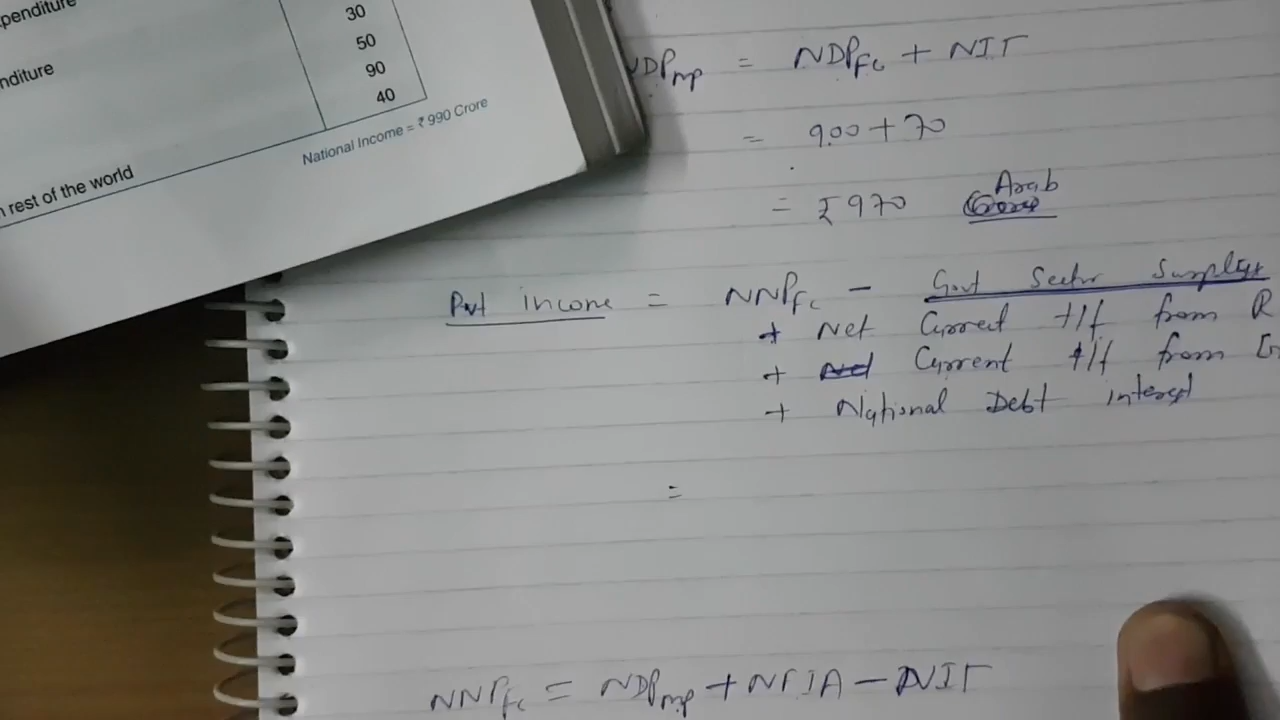 penditure
nditure
30
50
90
40
National Income = ₹ 990 Crore
rest of the world
NDPmp = NDPFc + NIT
= 900 + 70
= ₹970 Arab
Pvt income = NNPFc - Govt Sector Surplus
+ Net Current t/f from R
+ Current t/f from
+ National Debt interest
=
NNPFc = NDPmp + NFIA - NIT